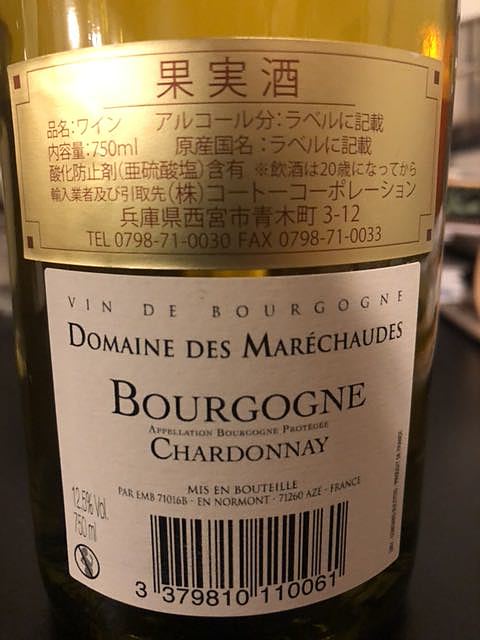 果実酒
品名:ワイン アルコール分:ラベルに記載
内容量:750ml 原産国名:ラベルに記載
酸化防止剤(亜硫酸塩)含有 ※飲酒は20歳になってから
輸入業者及び引取先(株)コートーコーポレーション
兵庫県西宮市青木町 3-12
TEL 0798-71-0030 FAX 0798-71-0033
VIN DE BOURGOGNE
DOMAINE DES MARÉCHAUDES
BOURGOGNE
APPELLATION BOURGOGNE PROTÉGÉE
CHARDONNAY
MIS EN BOUTEILLE
PAR EMB 71016B - EN NORMONT - 71260 AZÉ - FRANCE
12,5% Vol.
750 ml
3 379810 110061